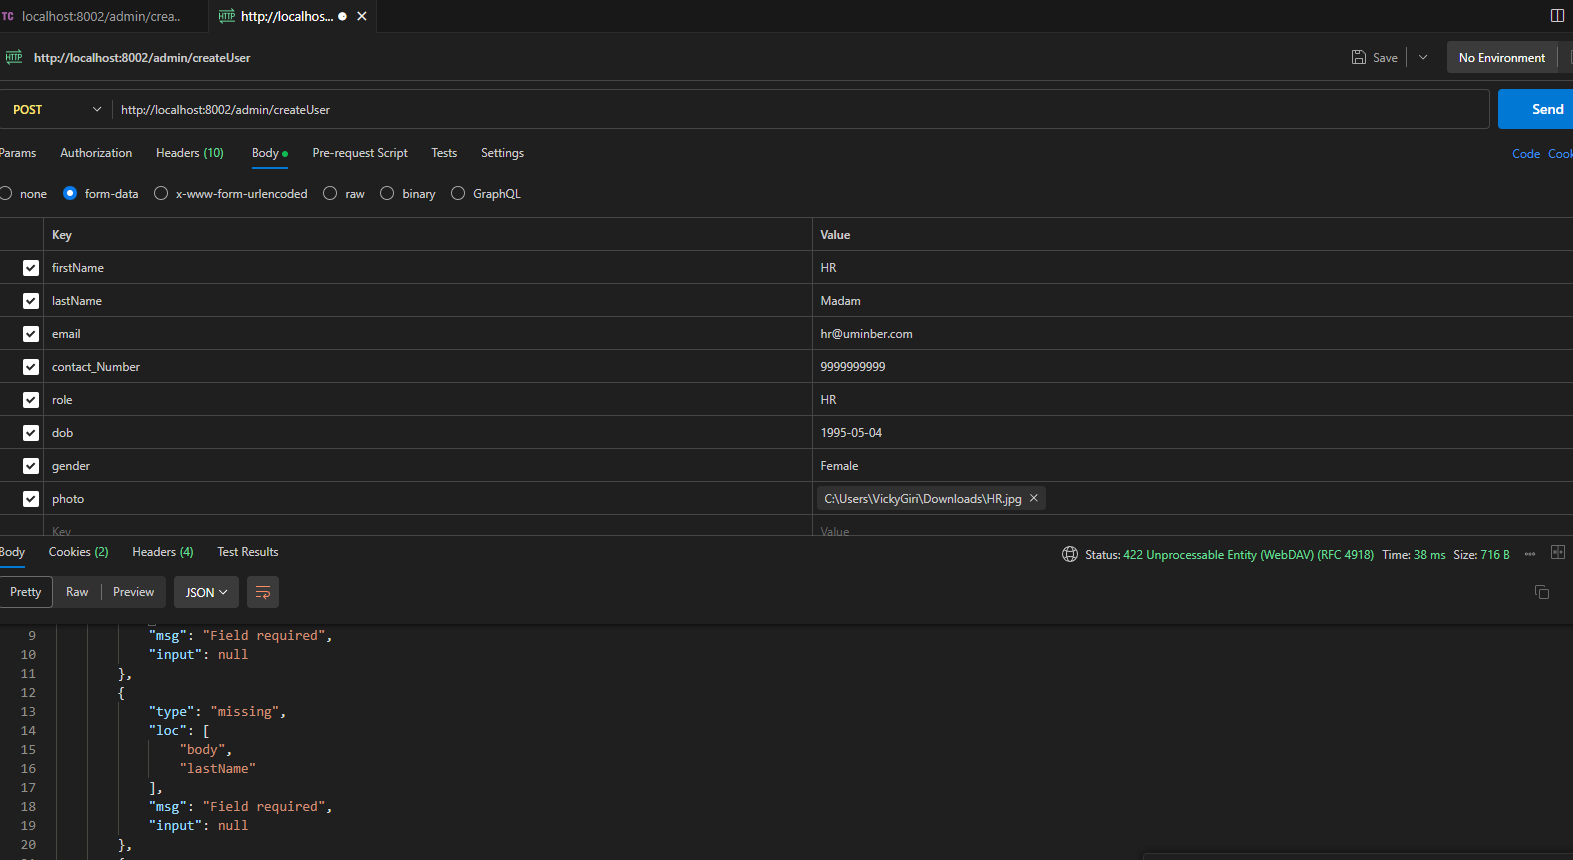 TC localhost:8002/admin/crea..
HTTP http://localhos...
HTTP http://localhost:8002/admin/createUser
Save
No Environment
POST
http://localhost:8002/admin/createUser
Send
Params
Authorization
Headers (10)
Body
Pre-request Script
Tests
Settings
Code
Cook
none
form-data
x-www-form-urlencoded
raw
binary
GraphQL
Key Value
firstName HR
lastName Madam
email hr@uminber.com
contact_Number 9999999999
role HR
dob 1995-05-04
gender Female
photo C:\Users\VickyGiri\Downloads\HR.jpg
Key Value
Body
Cookies (2)
Headers (4)
Test Results
Status: 422 Unprocessable Entity (WebDAV) (RFC 4918) Time: 38 ms Size: 716 B
Pretty
Raw
Preview
JSON
9 "msg": "Field required",
10 "input": null
11 },
12 {
13 "type": "missing",
14 "loc": [
15 "body",
16 "lastName"
17 ],
18 "msg": "Field required",
19 "input": null
20 },